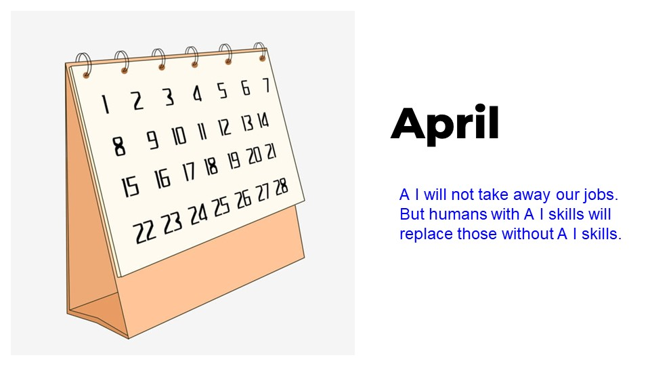 1 2 3 4 5 6 7
8 9 10 11 12 13 14
15 16 17 18 19 20 21
22 23 24 25 26 27 28
April
A I will not take away our jobs.
But humans with A I skills will
replace those without A I skills.